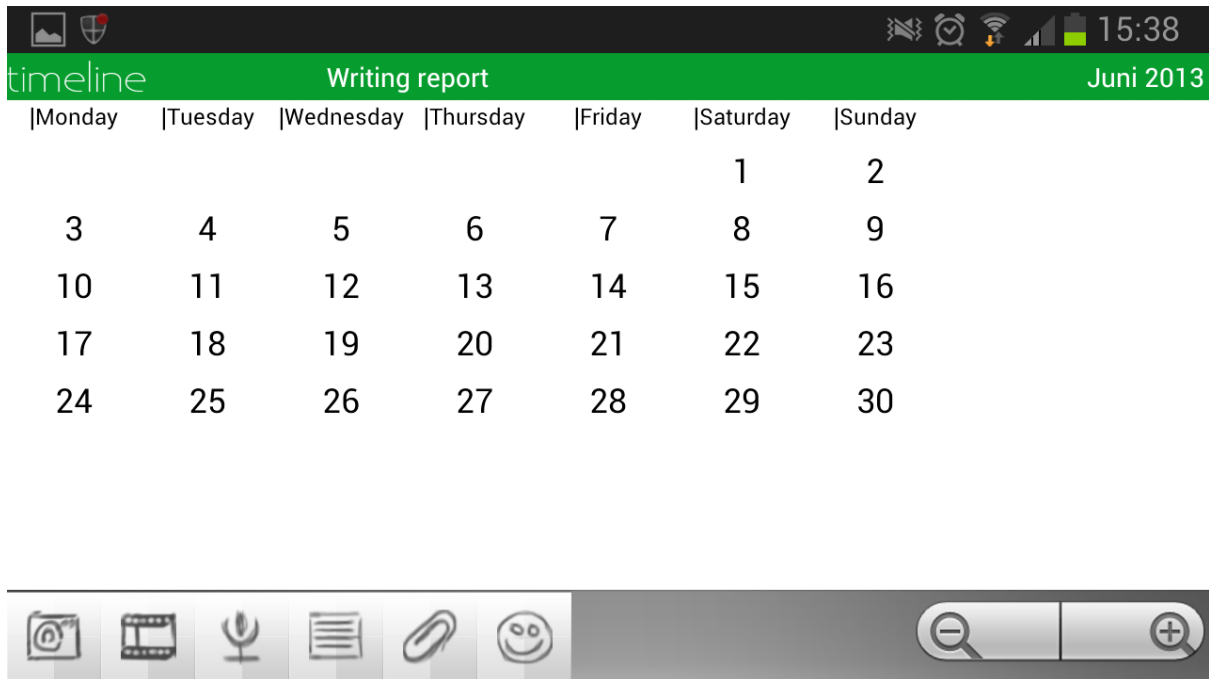 15:38
timeline Writing report Juni 2013
|Monday |Tuesday |Wednesday |Thursday |Friday |Saturday |Sunday
1 2
3 4 5 6 7 8 9
10 11 12 13 14 15 16
17 18 19 20 21 22 23
24 25 26 27 28 29 30